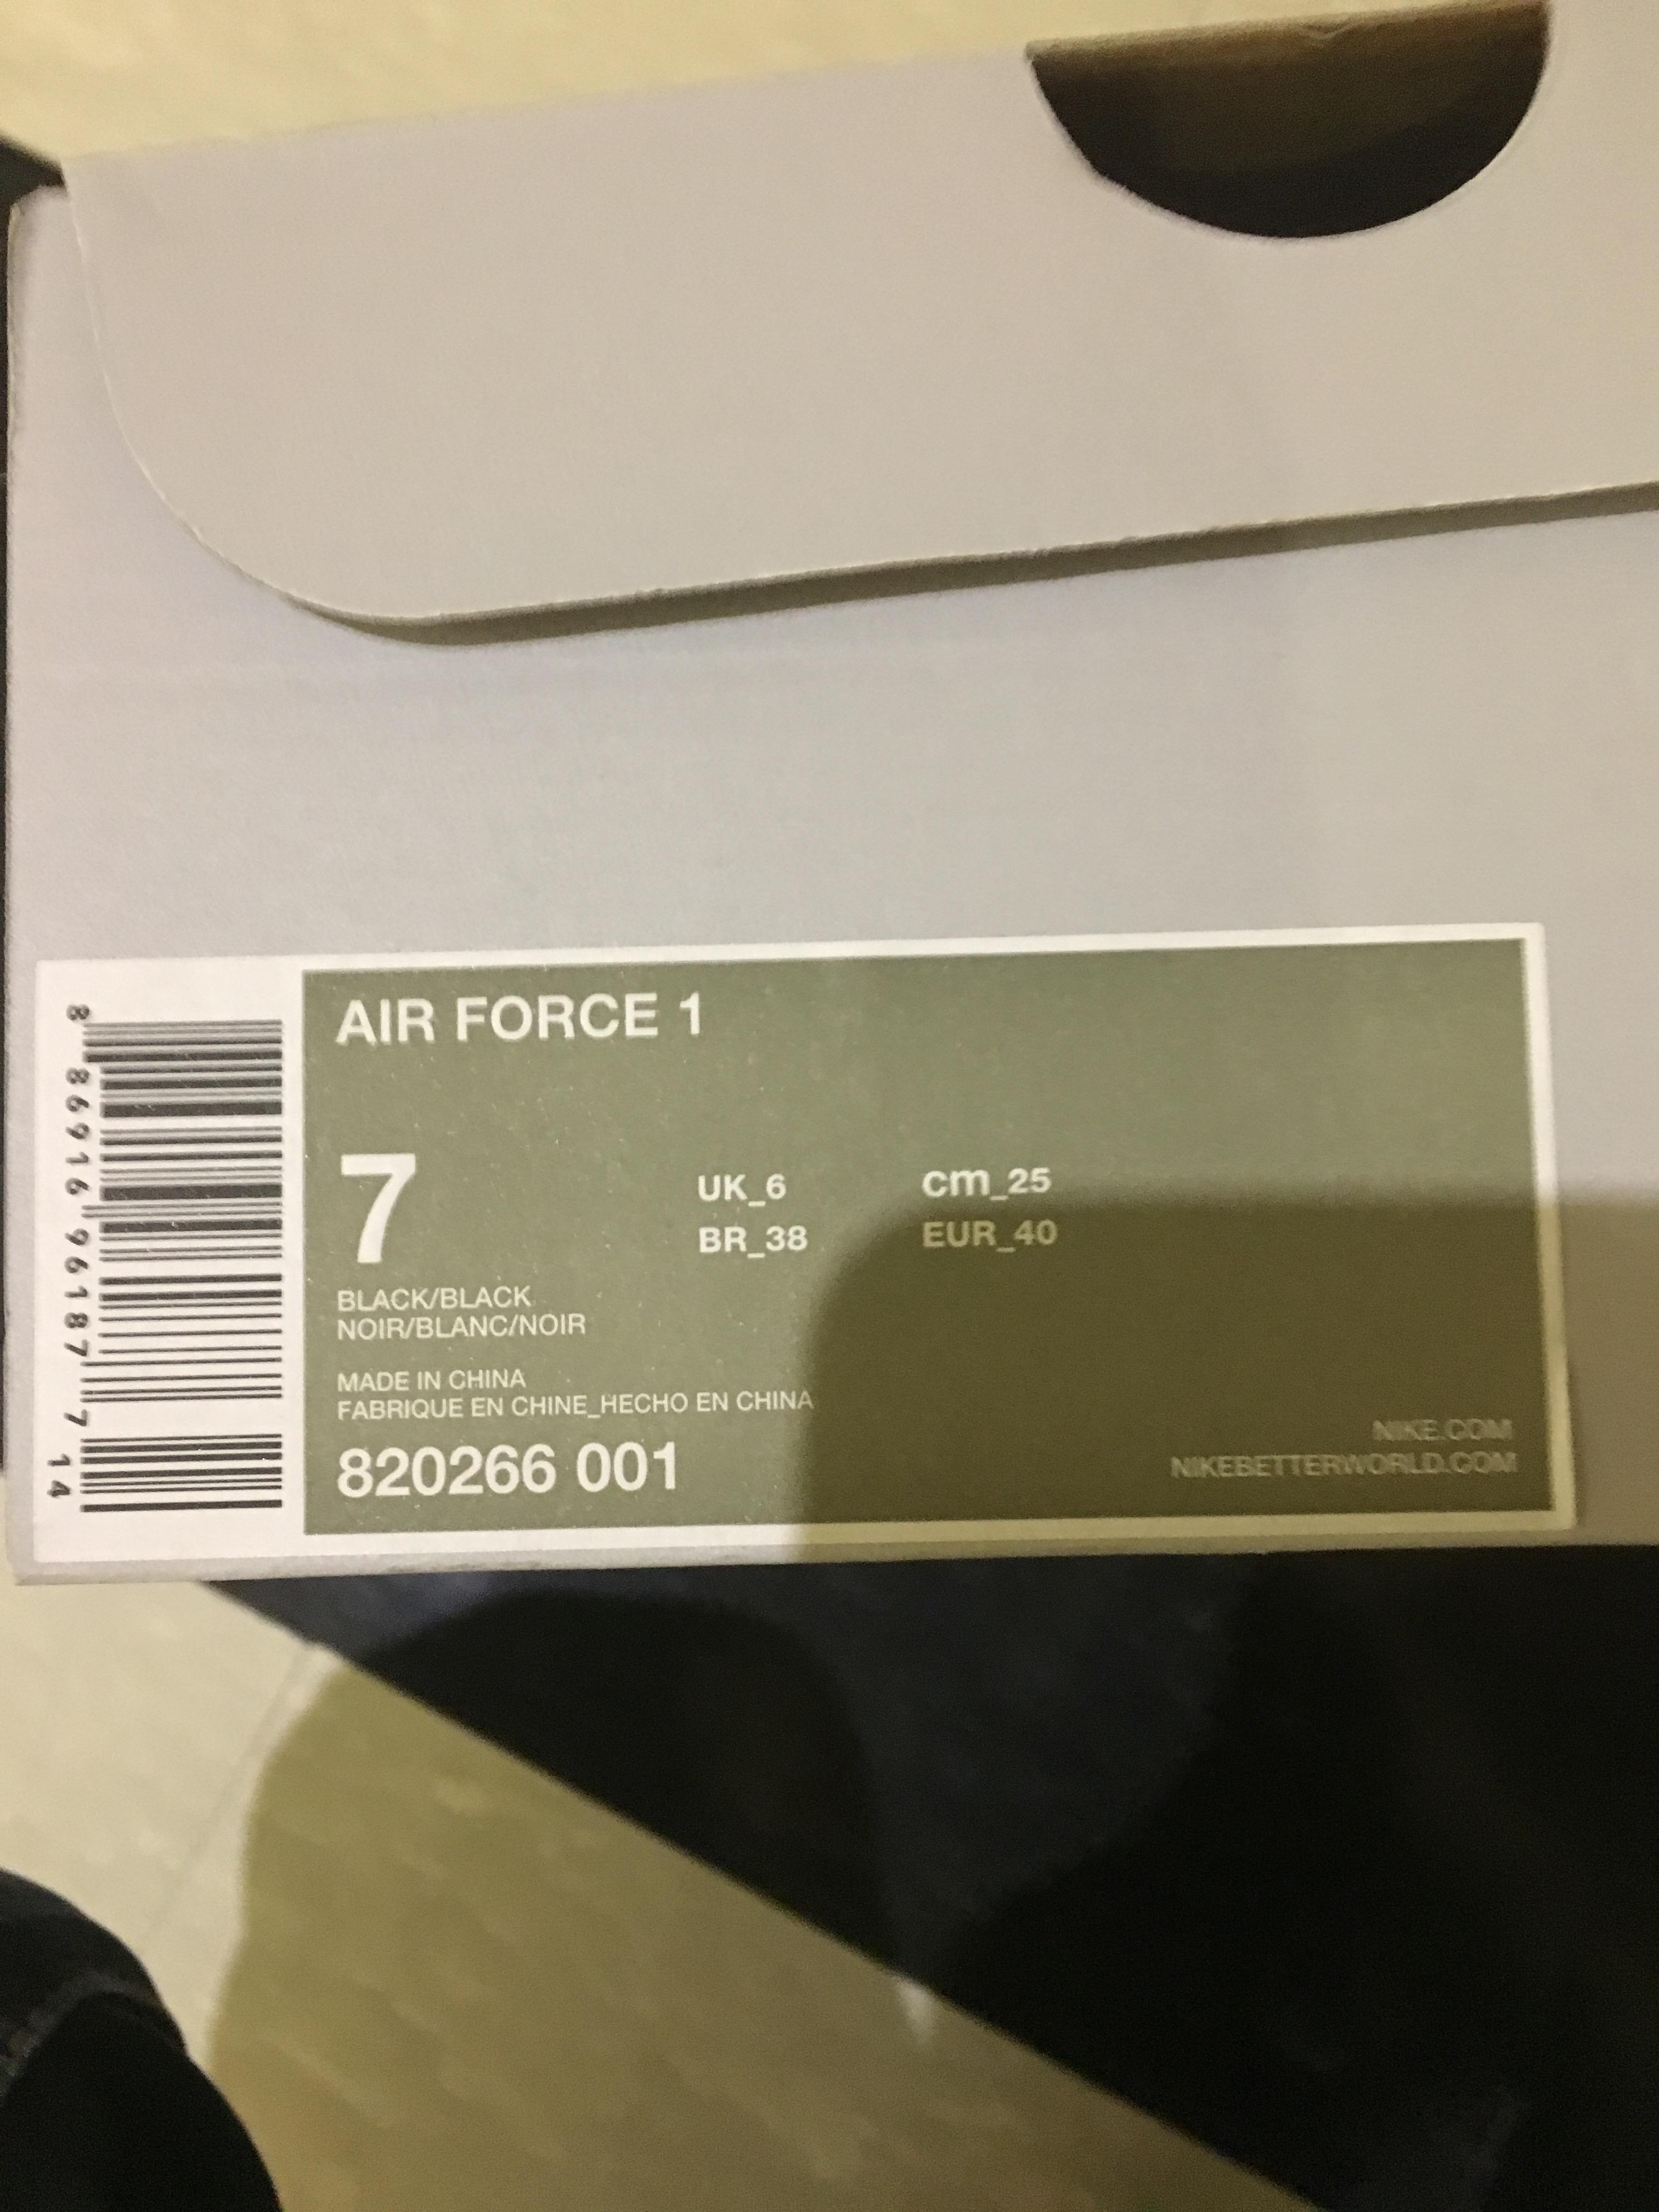 AIR FORCE 1
7
UK_6 cm_25
BR_38 EUR_40
BLACK/BLACK
NOIR/BLANC/NOIR
MADE IN CHINA
FABRIQUE EN CHINE_HECHO EN CHINA
820266 001
NIKE.COM
NIKEBETTERWORLD.COM
8 86916 96187 7 14